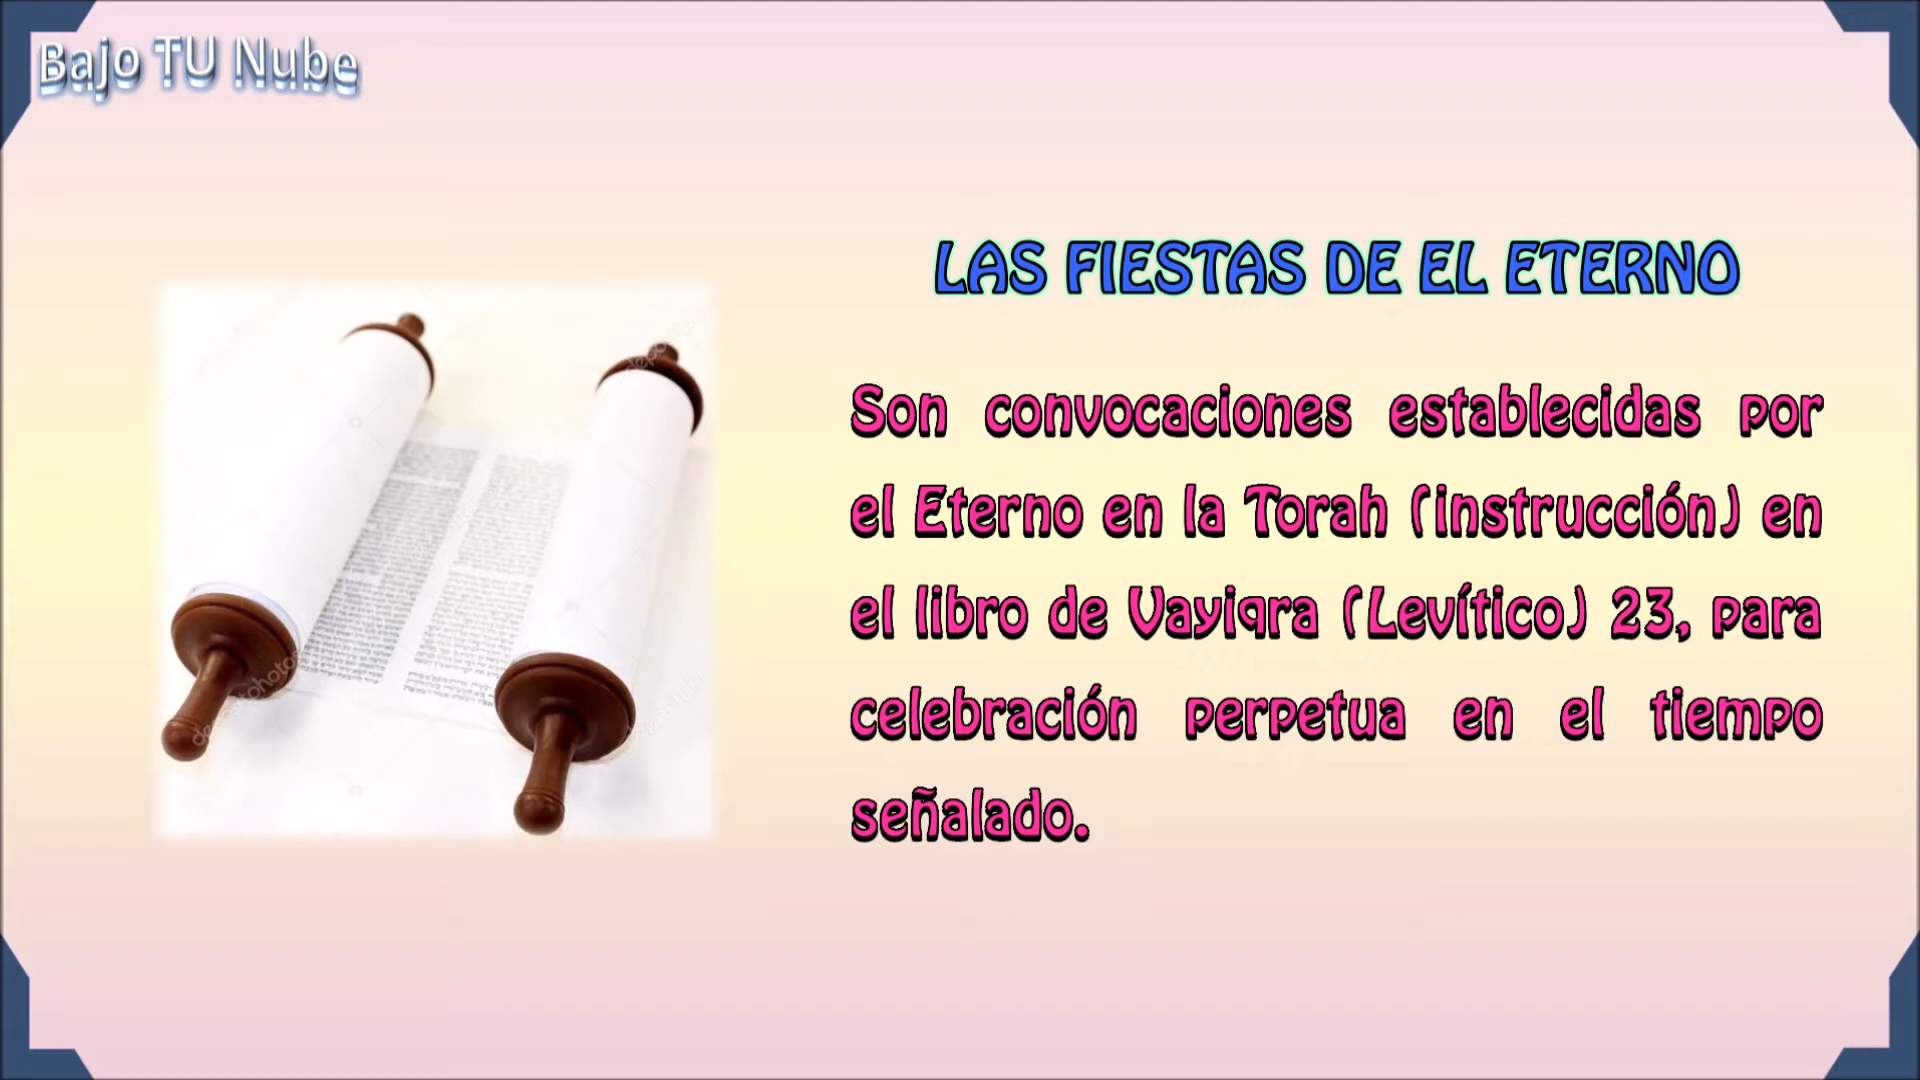 Bajo TU Nube
LAS FIESTAS DE EL ETERNO
Son convocaciones establecidas por
el Eterno en la Torah (instrucción) en
el libro de Vayiqra (Levítico) 23, para
celebración perpetua en el tiempo
señalado.